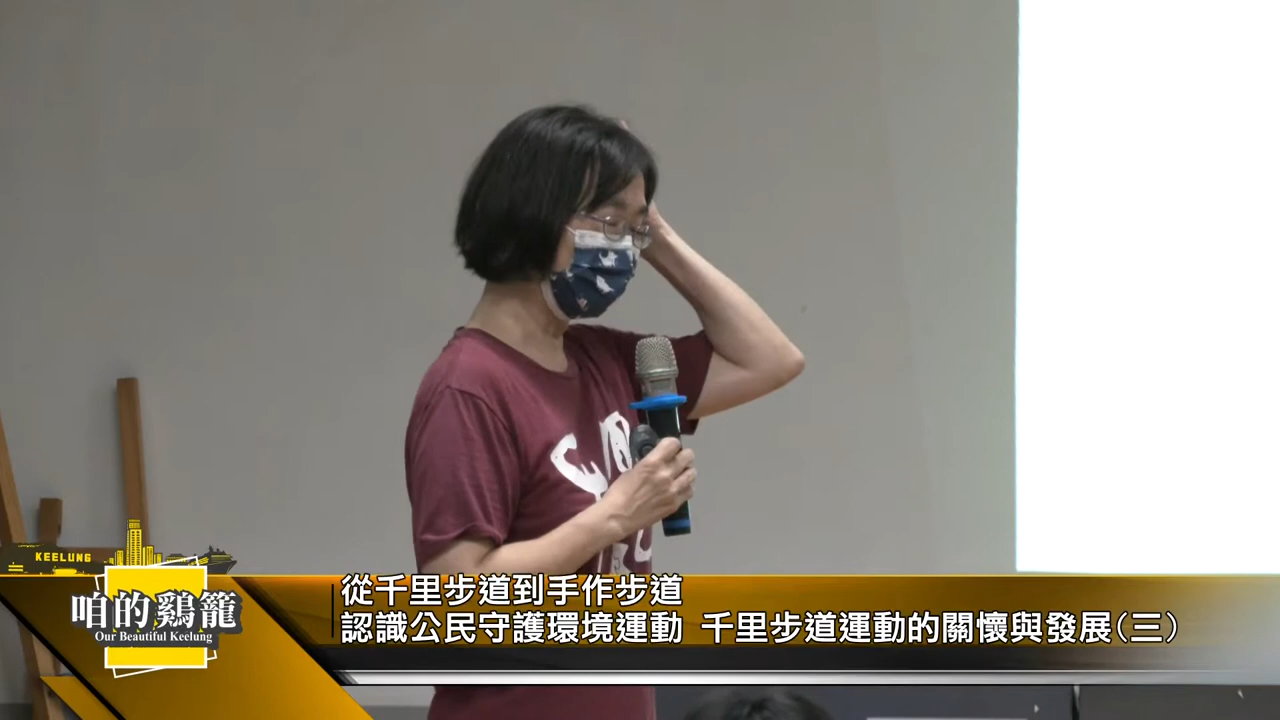 KEELUNG
咱的鷄籠
Our Beautiful Keelung
從千里步道到手作步道
認識公民守護環境運動 千里步道運動的關懷與發展(三)